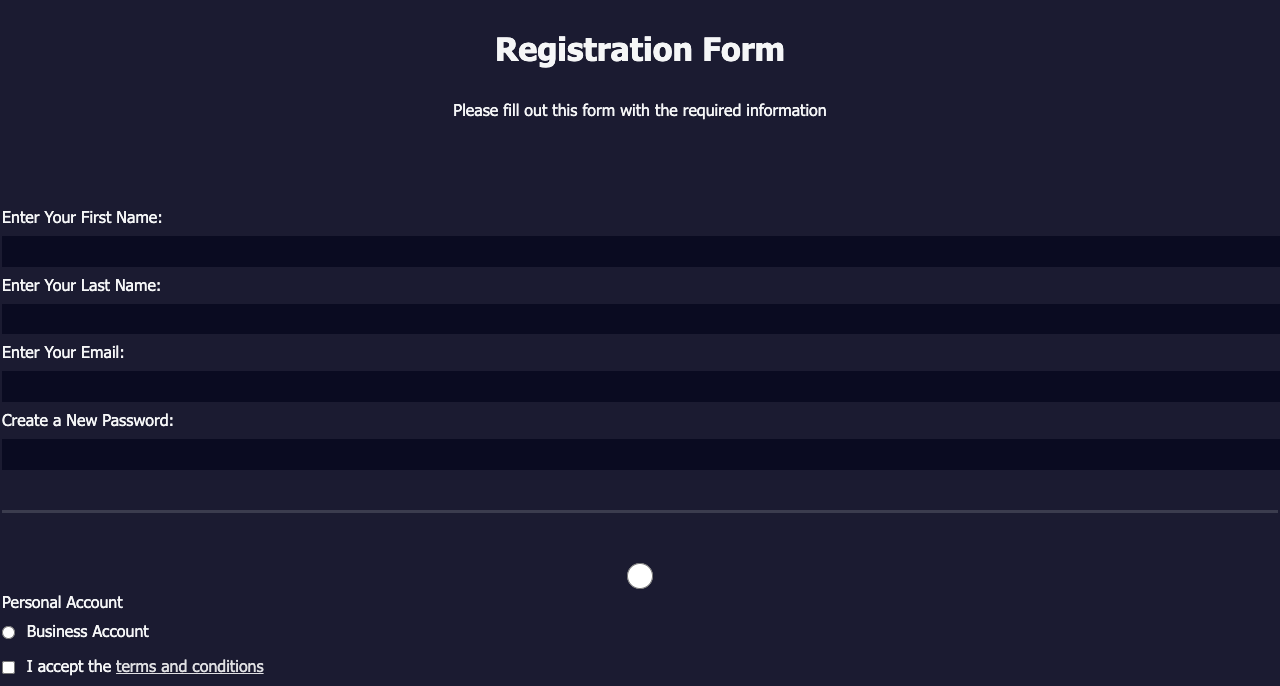 Registration Form
Please fill out this form with the required information
Enter Your First Name:
Enter Your Last Name:
Enter Your Email:
Create a New Password:
Personal Account
Business Account
I accept the terms and conditions